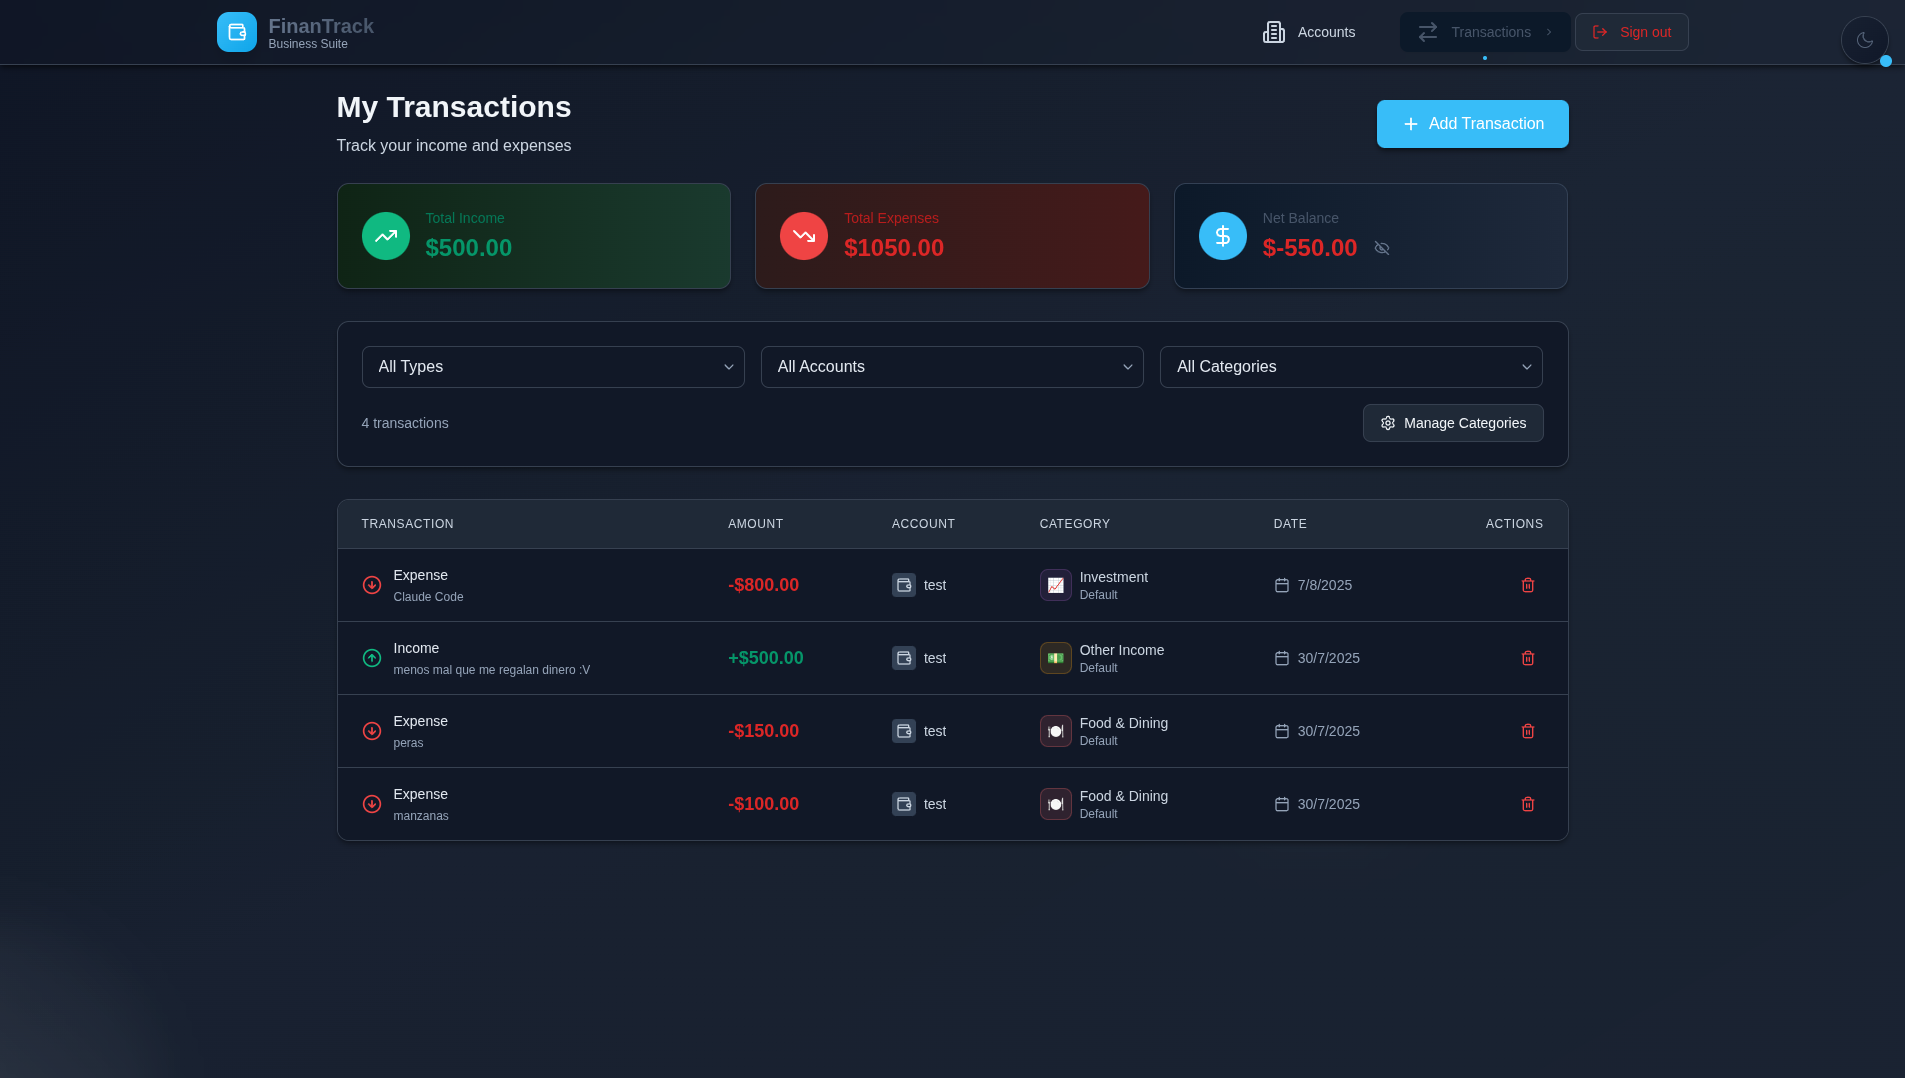 FinanTrack
Business Suite
Accounts
Transactions
Sign out
My Transactions
Track your income and expenses
Add Transaction
Total Income
$500.00
Total Expenses
$1050.00
Net Balance
$-550.00
All Types
All Accounts
All Categories
4 transactions
Manage Categories
TRANSACTION AMOUNT ACCOUNT CATEGORY DATE ACTIONS
Expense
Claude Code
-$800.00
test
Investment
Default
7/8/2025
Income
menos mal que me regalan dinero :V
+$500.00
test
Other Income
Default
30/7/2025
Expense
peras
-$150.00
test
Food & Dining
Default
30/7/2025
Expense
manzanas
-$100.00
test
Food & Dining
Default
30/7/2025